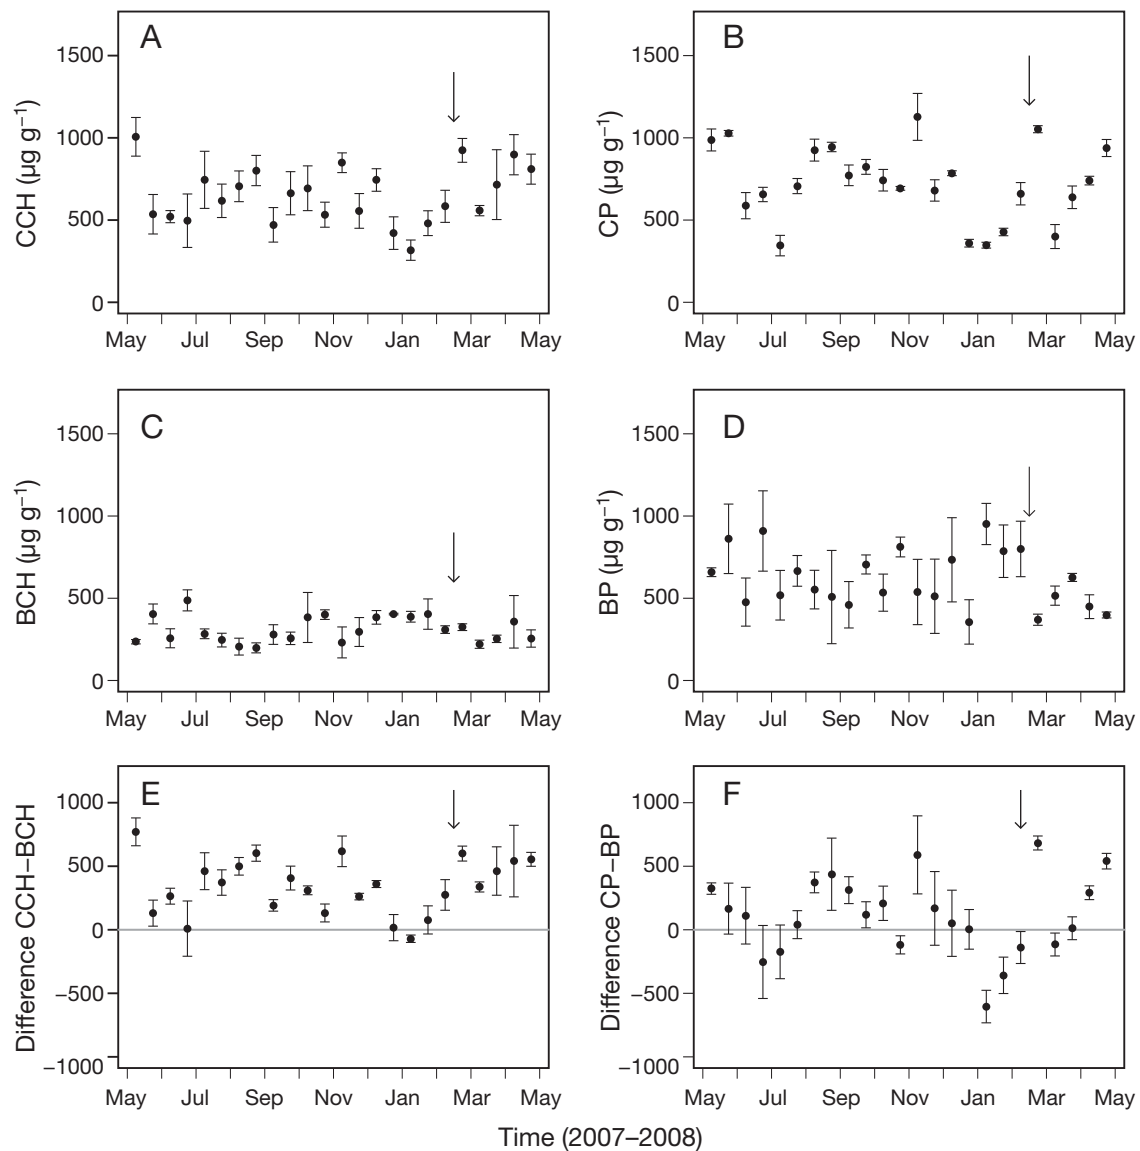 A
B
1500
1000
500
0
CCH (µg g⁻¹)
May Jul Sep Nov Jan Mar May
1500
1000
500
0
CP (µg g⁻¹)
May Jul Sep Nov Jan Mar May
C
D
1500
1000
500
0
BCH (µg g⁻¹)
May Jul Sep Nov Jan Mar May
1500
1000
500
0
BP (µg g⁻¹)
May Jul Sep Nov Jan Mar May
E
F
1000
500
0
−500
−1000
Difference CCH–BCH
May Jul Sep Nov Jan Mar May
1000
500
0
−500
−1000
Difference CP–BP
May Jul Sep Nov Jan Mar May
Time (2007–2008)